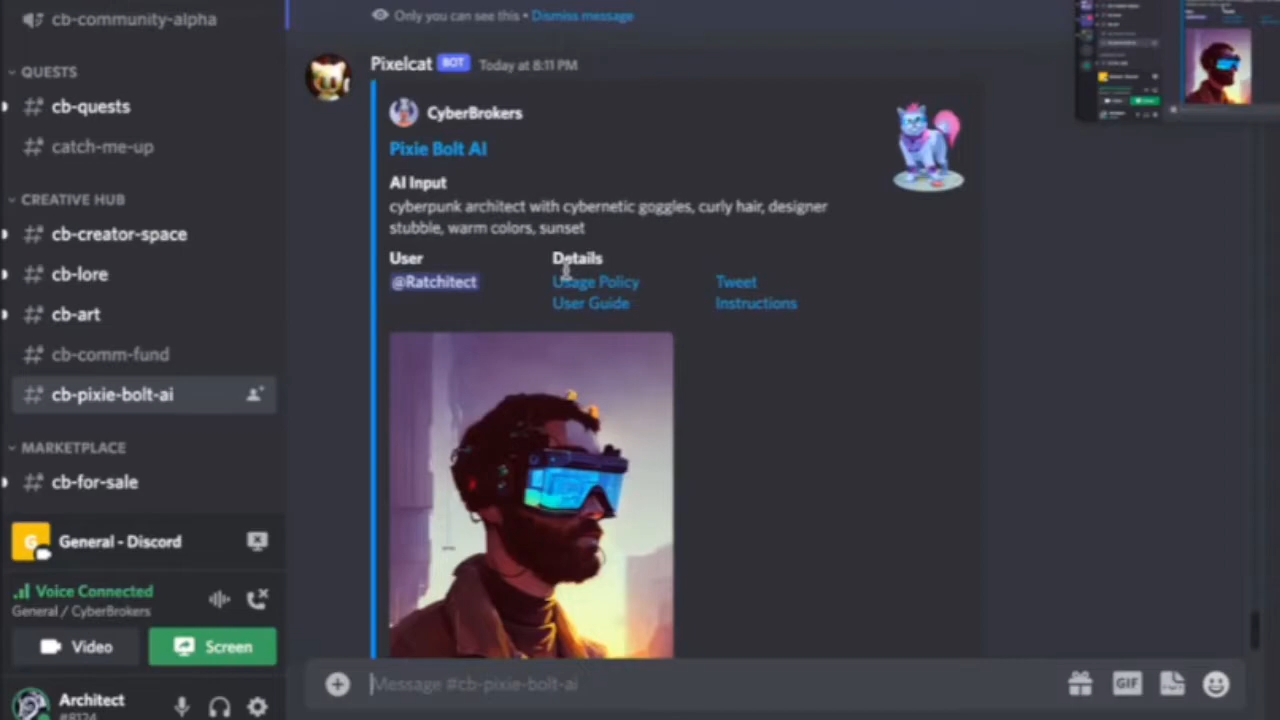 cb-community-alpha
QUESTS
cb-quests
catch-me-up
CREATIVE HUB
cb-creator-space
cb-lore
cb-art
cb-comm-fund
cb-pixie-bolt-ai
MARKETPLACE
cb-for-sale
G General - Discord
Voice Connected
General / CyberBrokers
Video Screen
Architect
#8124
Only you can see this • Dismiss message
Pixelcat BOT Today at 8:11 PM
CyberBrokers
Pixie Bolt AI
AI Input
cyberpunk architect with cybernetic goggles, curly hair, designer
stubble, warm colors, sunset
User Details
@Ratchitect Usage Policy Tweet
User Guide Instructions
Message #cb-pixie-bolt-ai
GIF